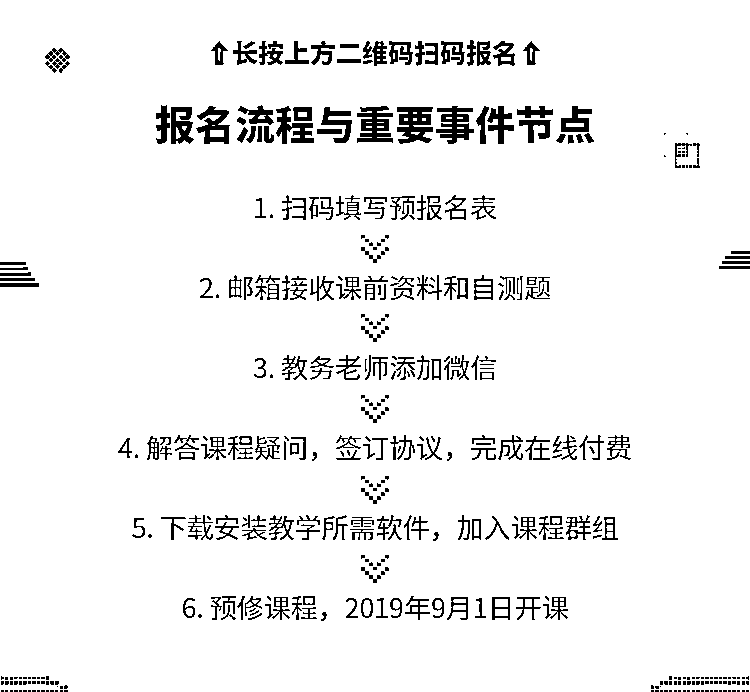 ⇧长按上方二维码扫码报名⇧
报名流程与重要事件节点
1. 扫码填写预报名表
2. 邮箱接收课前资料和自测题
3. 教务老师添加微信
4. 解答课程疑问，签订协议，完成在线付费
5. 下载安装教学所需软件，加入课程群组
6. 预修课程，2019年9月1日开课